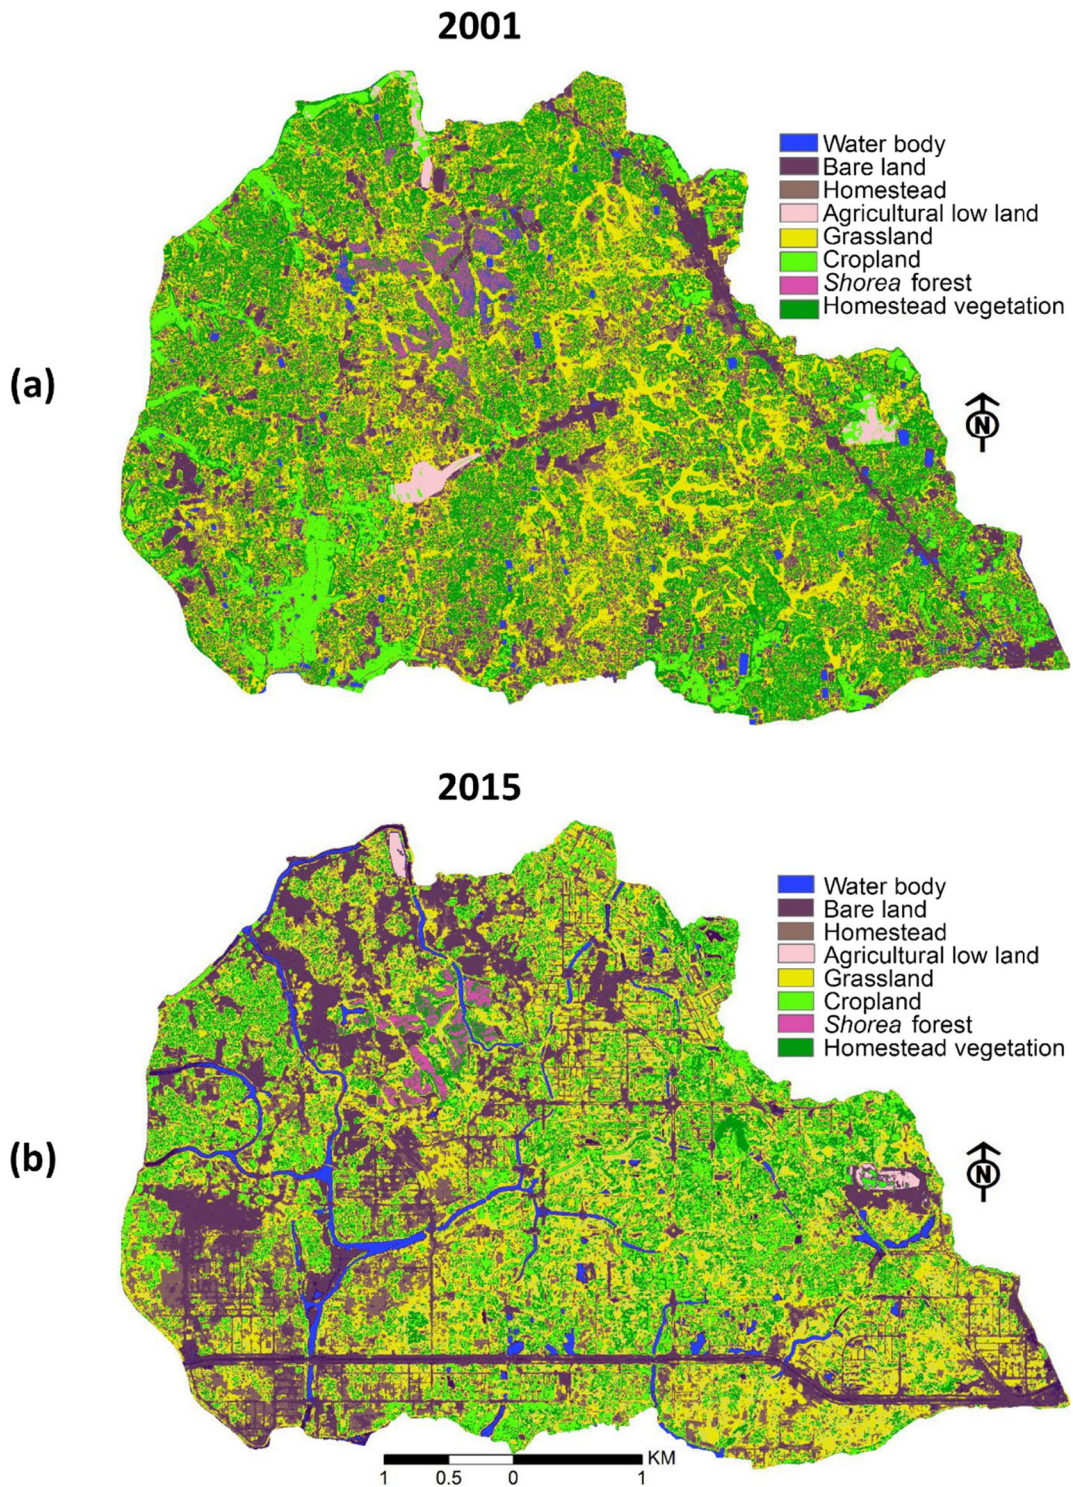 2001
Water body
Bare land
Homestead
Agricultural low land
Grassland
Cropland
Shorea forest
Homestead vegetation
(a)
N
2015
Water body
Bare land
Homestead
Agricultural low land
Grassland
Cropland
Shorea forest
Homestead vegetation
(b)
N
KM
1 0.5 0 1